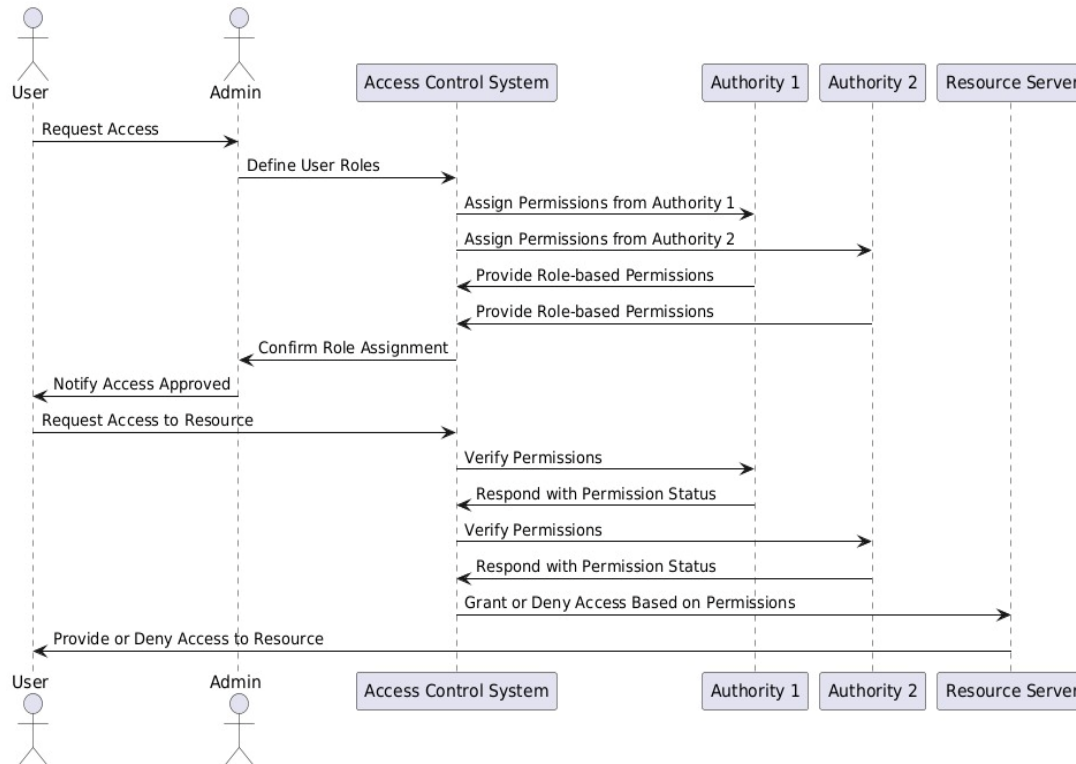 User
Admin
Access Control System
Authority 1
Authority 2
Resource Server
Request Access
Define User Roles
Assign Permissions from Authority 1
Assign Permissions from Authority 2
Provide Role-based Permissions
Provide Role-based Permissions
Confirm Role Assignment
Notify Access Approved
Request Access to Resource
Verify Permissions
Respond with Permission Status
Verify Permissions
Respond with Permission Status
Grant or Deny Access Based on Permissions
Provide or Deny Access to Resource
User
Admin
Access Control System
Authority 1
Authority 2
Resource Server